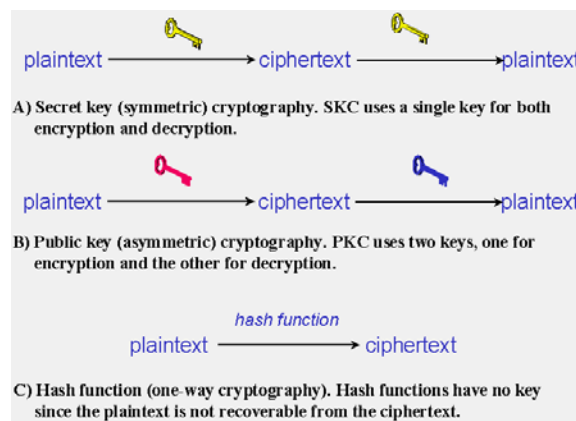 plaintext ciphertext plaintext
A) Secret key (symmetric) cryptography. SKC uses a single key for both
encryption and decryption.
plaintext ciphertext plaintext
B) Public key (asymmetric) cryptography. PKC uses two keys, one for
encryption and the other for decryption.
hash function
plaintext ciphertext
C) Hash function (one-way cryptography). Hash functions have no key
since the plaintext is not recoverable from the ciphertext.